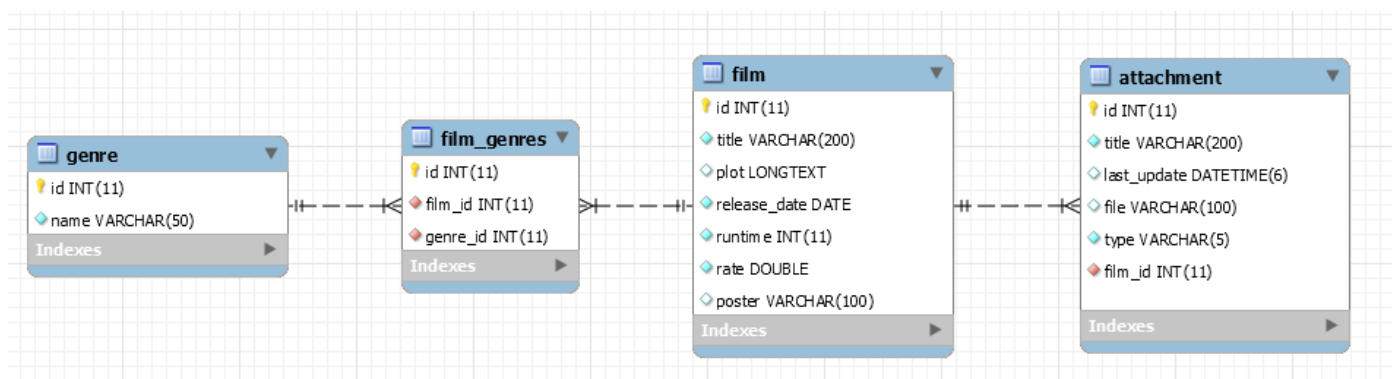 genre
id INT(11)
name VARCHAR(50)
Indexes
film_genres
id INT(11)
film_id INT(11)
genre_id INT(11)
Indexes
film
id INT(11)
title VARCHAR(200)
plot LONGTEXT
release_date DATE
runtime INT(11)
rate DOUBLE
poster VARCHAR(100)
Indexes
attachment
id INT(11)
title VARCHAR(200)
last_update DATETIME(6)
file VARCHAR(100)
type VARCHAR(5)
film_id INT(11)
Indexes